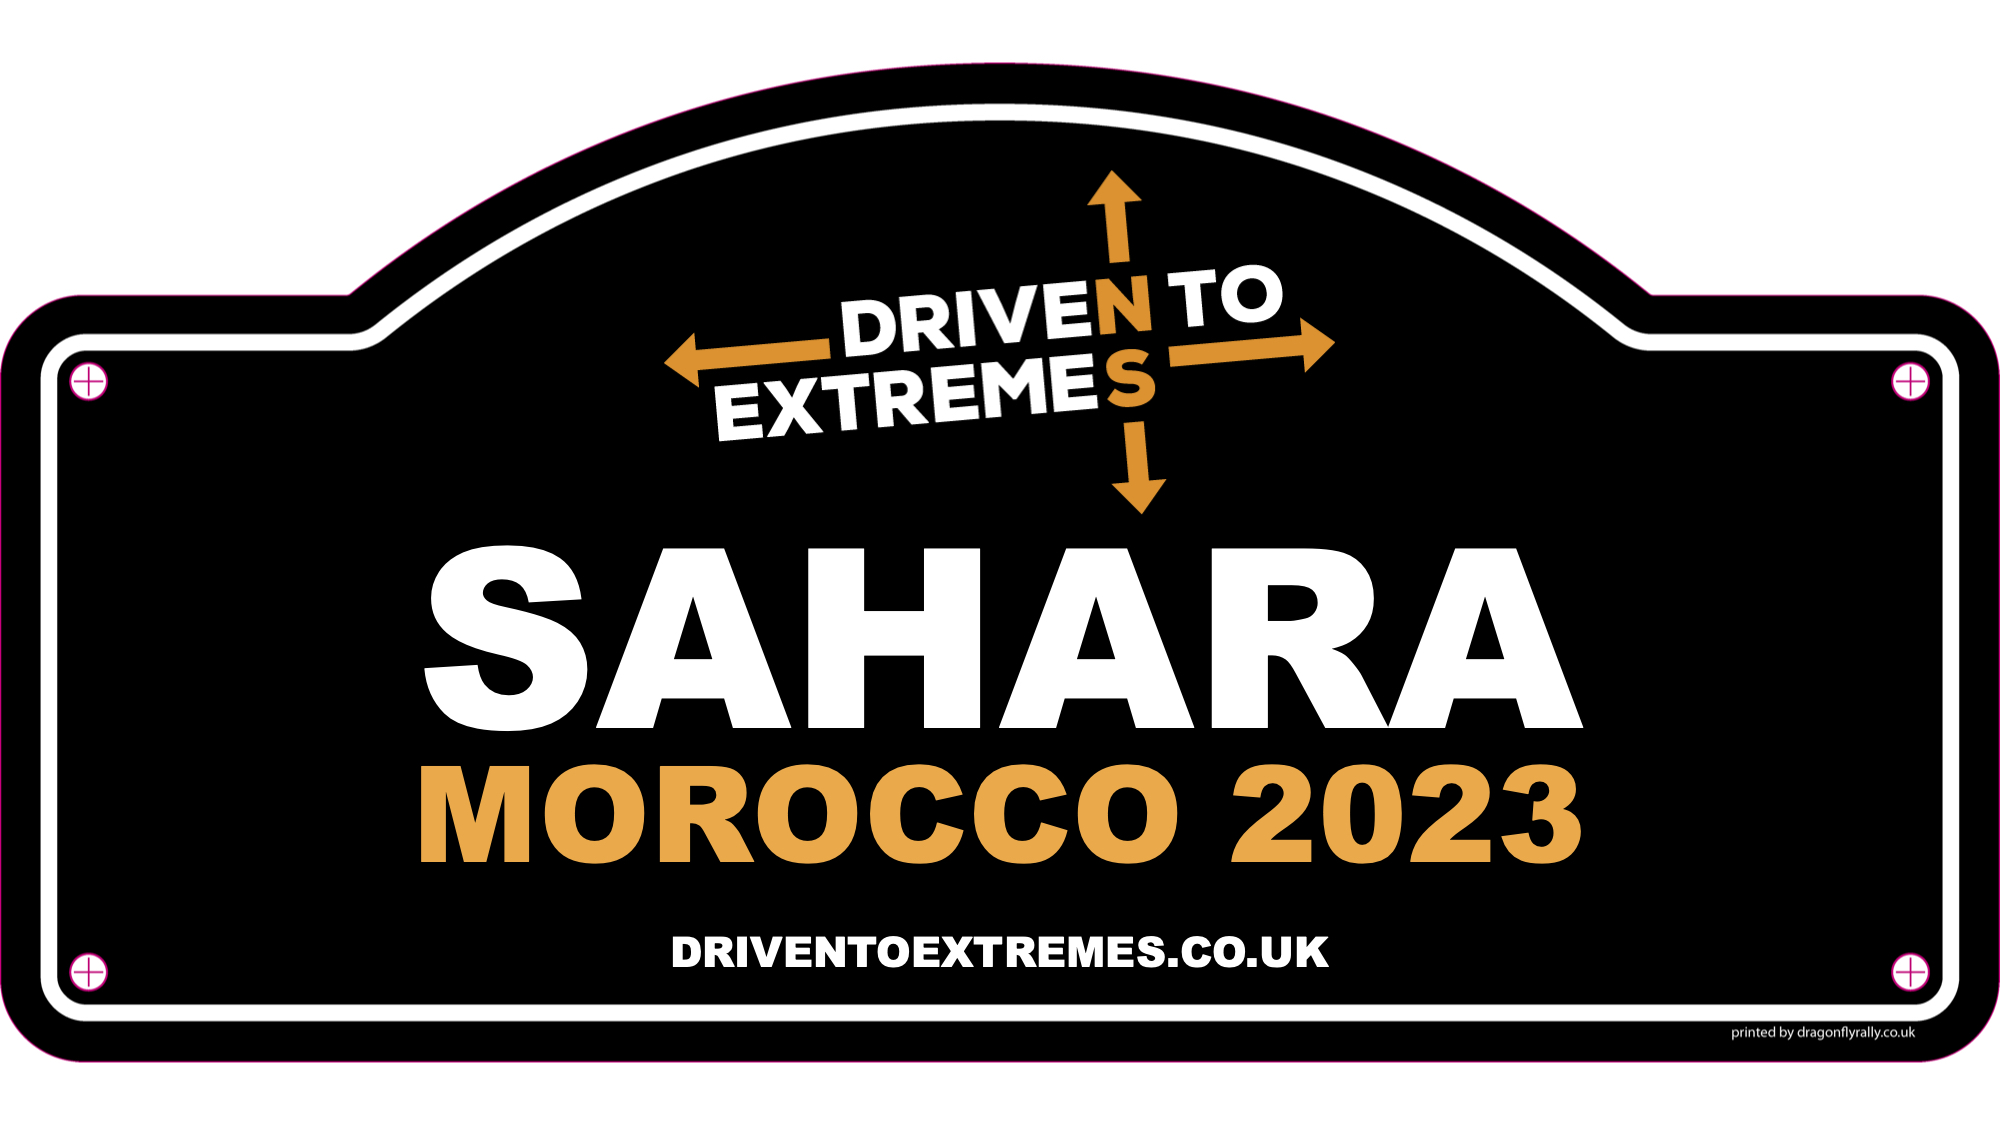 DRIVEN TO
EXTREMES
SAHARA
MOROCCO 2023
DRIVENTOEXTREMES.CO.UK
printed by dragonflyrally.co.uk